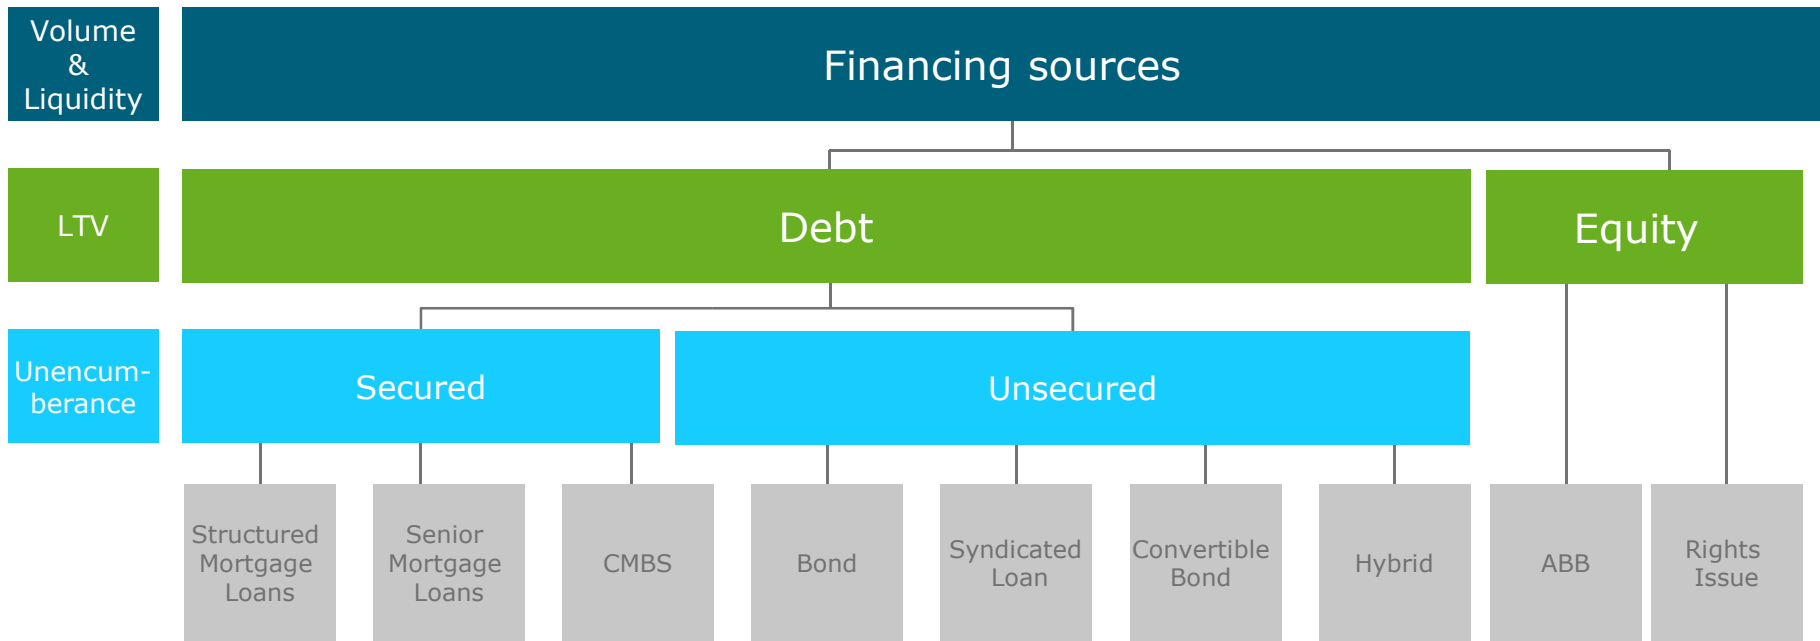 Volume
&
Liquidity
Financing sources
LTV
Debt
Equity
Unencum-
berance
Secured
Unsecured
Structured
Mortgage
Loans
Senior
Mortgage
Loans
CMBS
Bond
Syndicated
Loan
Convertible
Bond
Hybrid
ABB
Rights
Issue